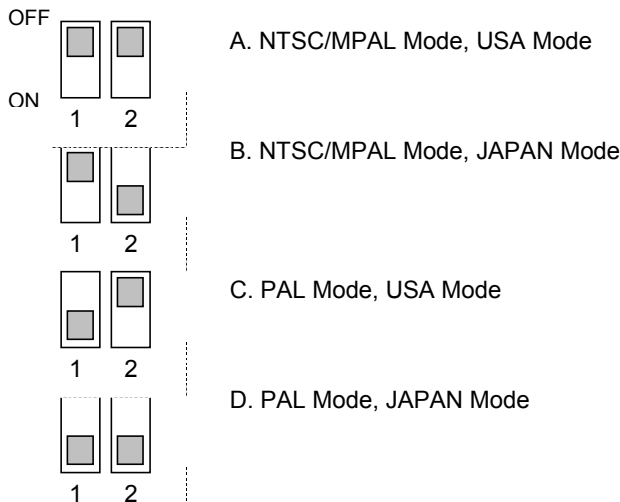 OFF
A. NTSC/MPAL Mode, USA Mode
ON
1 2
B. NTSC/MPAL Mode, JAPAN Mode
1 2
C. PAL Mode, USA Mode
1 2
D. PAL Mode, JAPAN Mode
1 2